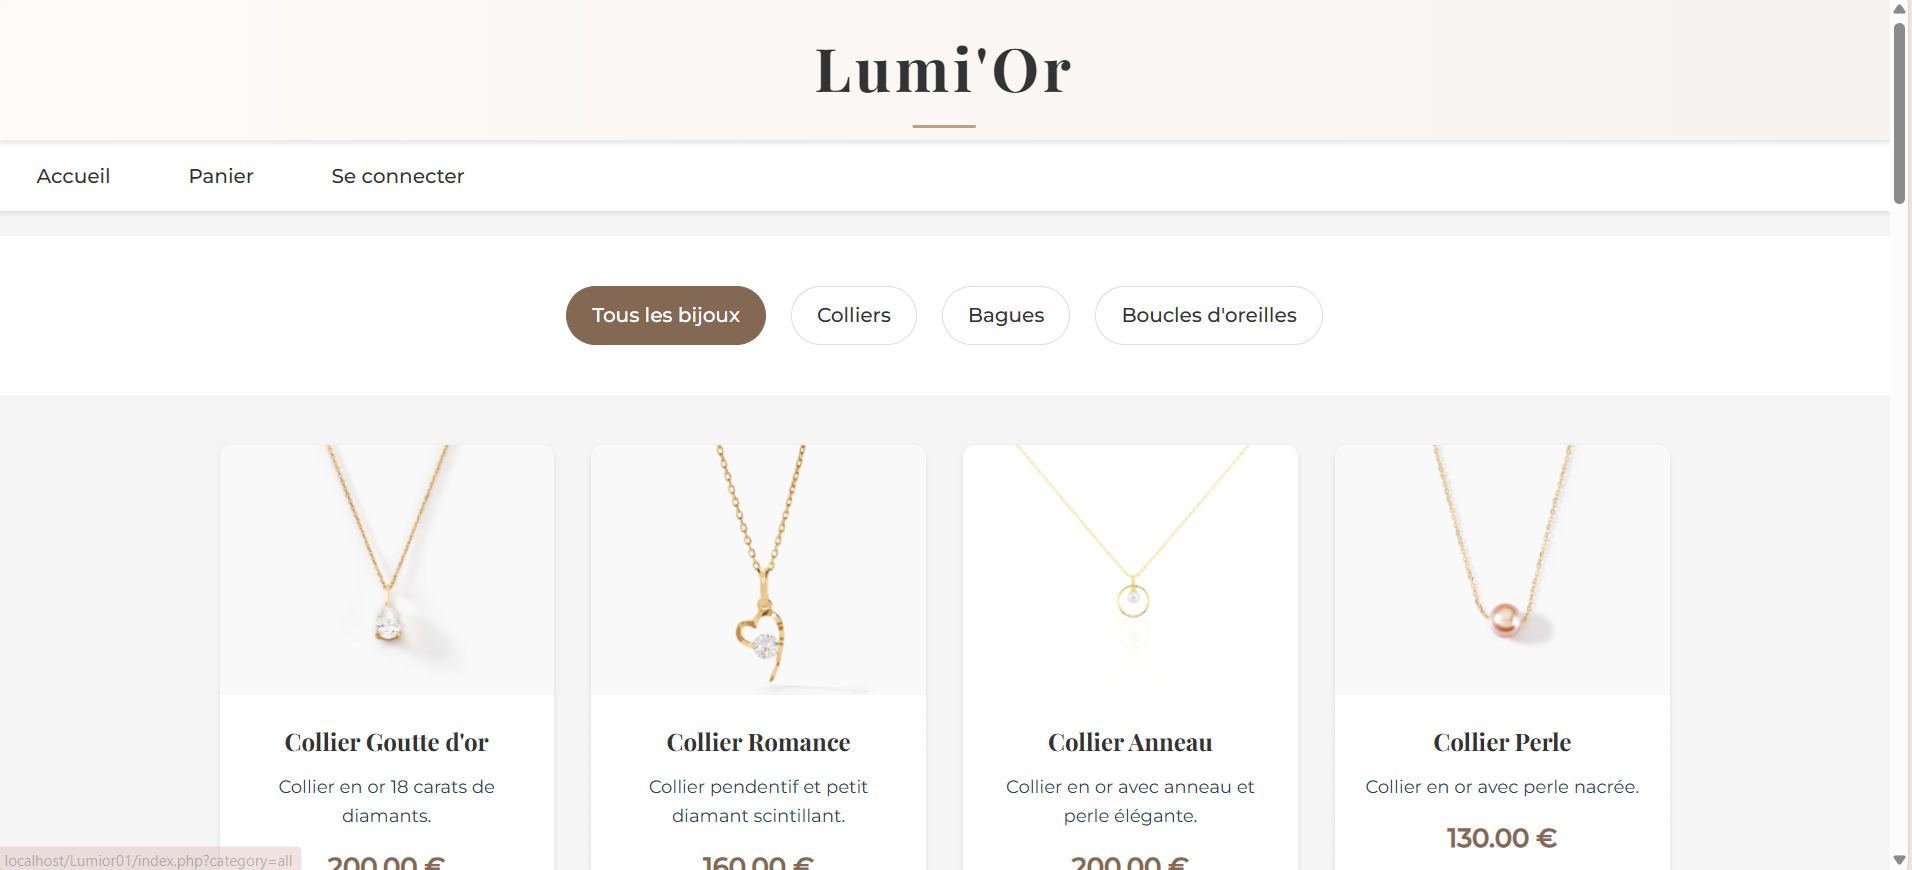 Lumi'Or
Accueil
Panier
Se connecter
Tous les bijoux
Colliers
Bagues
Boucles d'oreilles
Collier Goutte d'or
Collier en or 18 carats de
diamants.
200.00 €
Collier Romance
Collier pendentif et petit
diamant scintillant.
160.00 €
Collier Anneau
Collier en or avec anneau et
perle élégante.
200.00 €
Collier Perle
Collier en or avec perle nacrée.
130.00 €
localhost/Lumior01/index.php?category=all